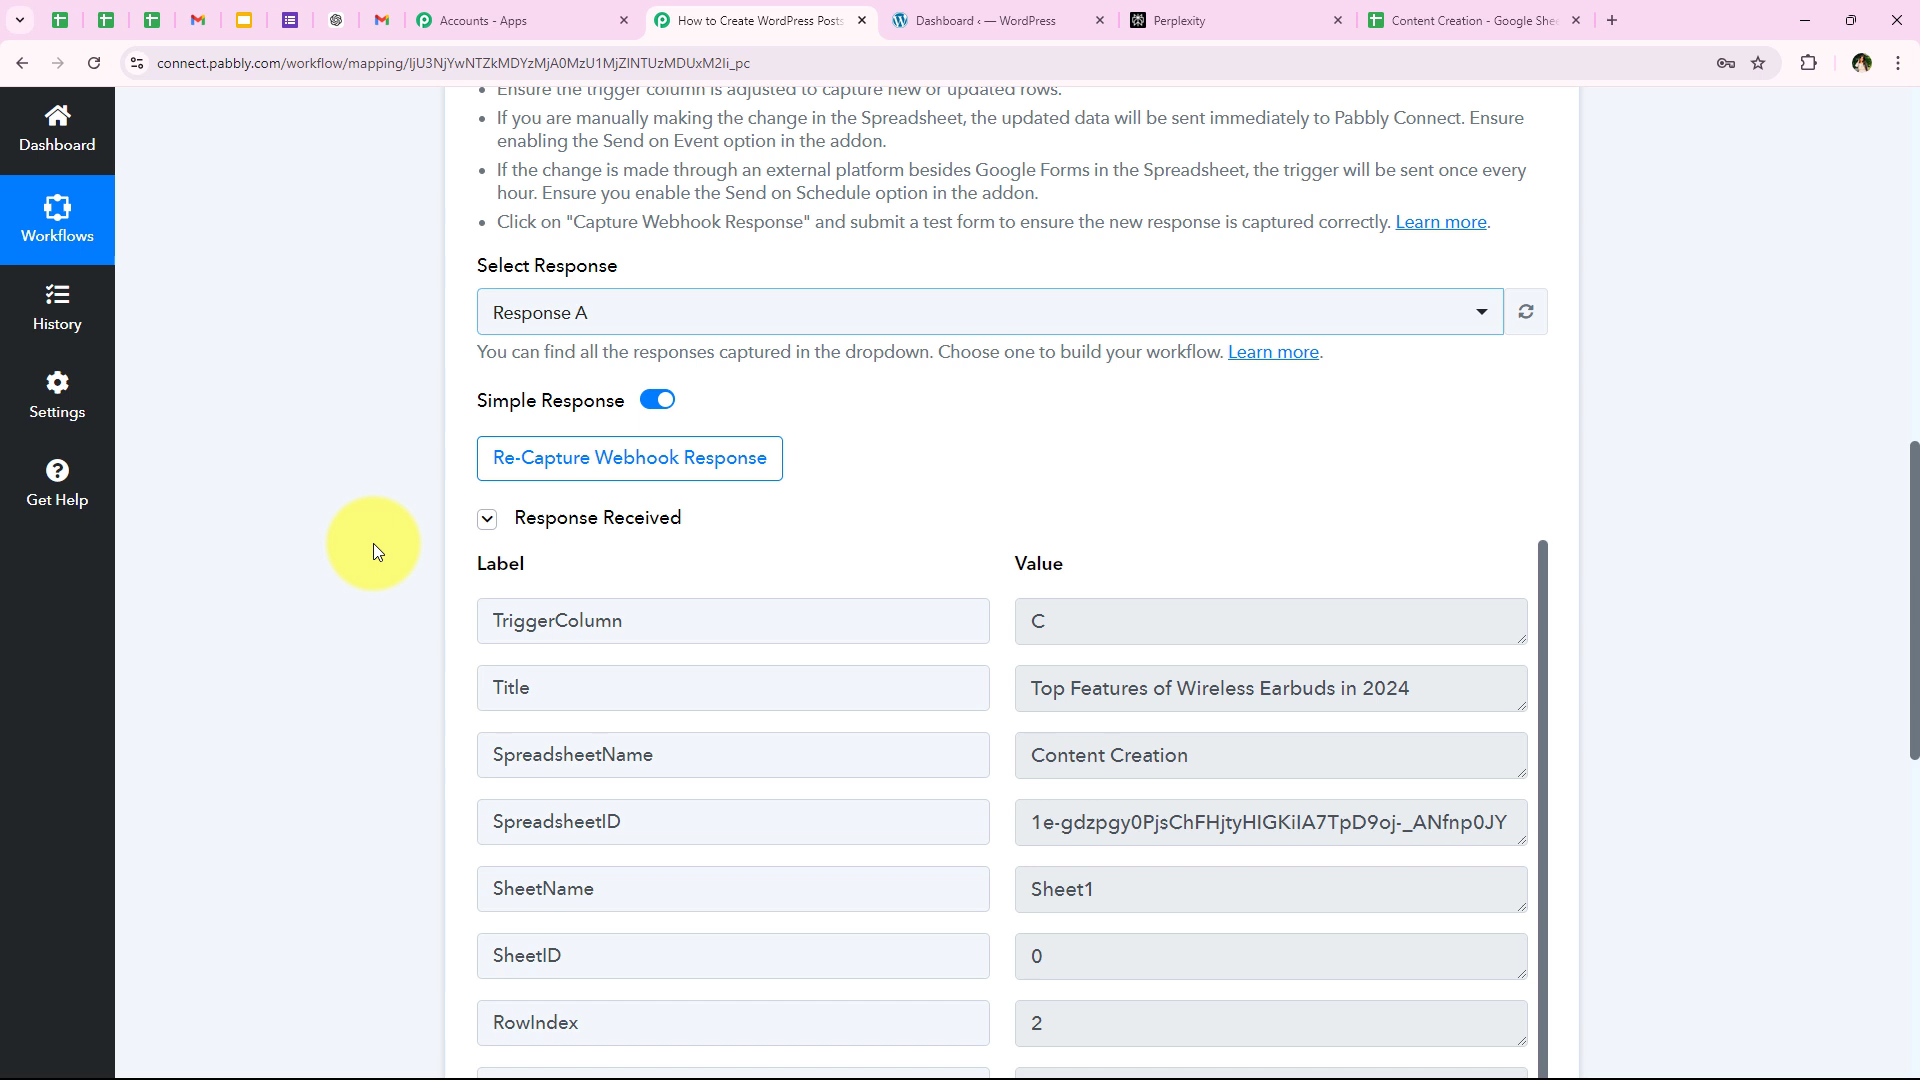 Accounts - Apps
How to Create WordPress Posts
Dashboard ‹ — WordPress
Perplexity
Content Creation - Google She
connect.pabbly.com/workflow/mapping/IjU3NjYwNTZkMDYzMjA0MzU1MjZlNTUzMDUxM2Ii_pc
Dashboard
Workflows
History
Settings
Get Help
Ensure the trigger column is adjusted to capture new or updated rows.
If you are manually making the change in the Spreadsheet, the updated data will be sent immediately to Pabbly Connect. Ensure
enabling the Send on Event option in the addon.
If the change is made through an external platform besides Google Forms in the Spreadsheet, the trigger will be sent once every
hour. Ensure you enable the Send on Schedule option in the addon.
Click on "Capture Webhook Response" and submit a test form to ensure the new response is captured correctly. Learn more.
Select Response
Response A
You can find all the responses captured in the dropdown. Choose one to build your workflow. Learn more.
Simple Response
Re-Capture Webhook Response
Response Received
Label Value
TriggerColumn C
Title Top Features of Wireless Earbuds in 2024
SpreadsheetName Content Creation
SpreadsheetID 1e-gdzpgy0PjsChFHjtyHIGKiIA7TpD9oj-_ANfnp0JY
SheetName Sheet1
SheetID 0
RowIndex 2